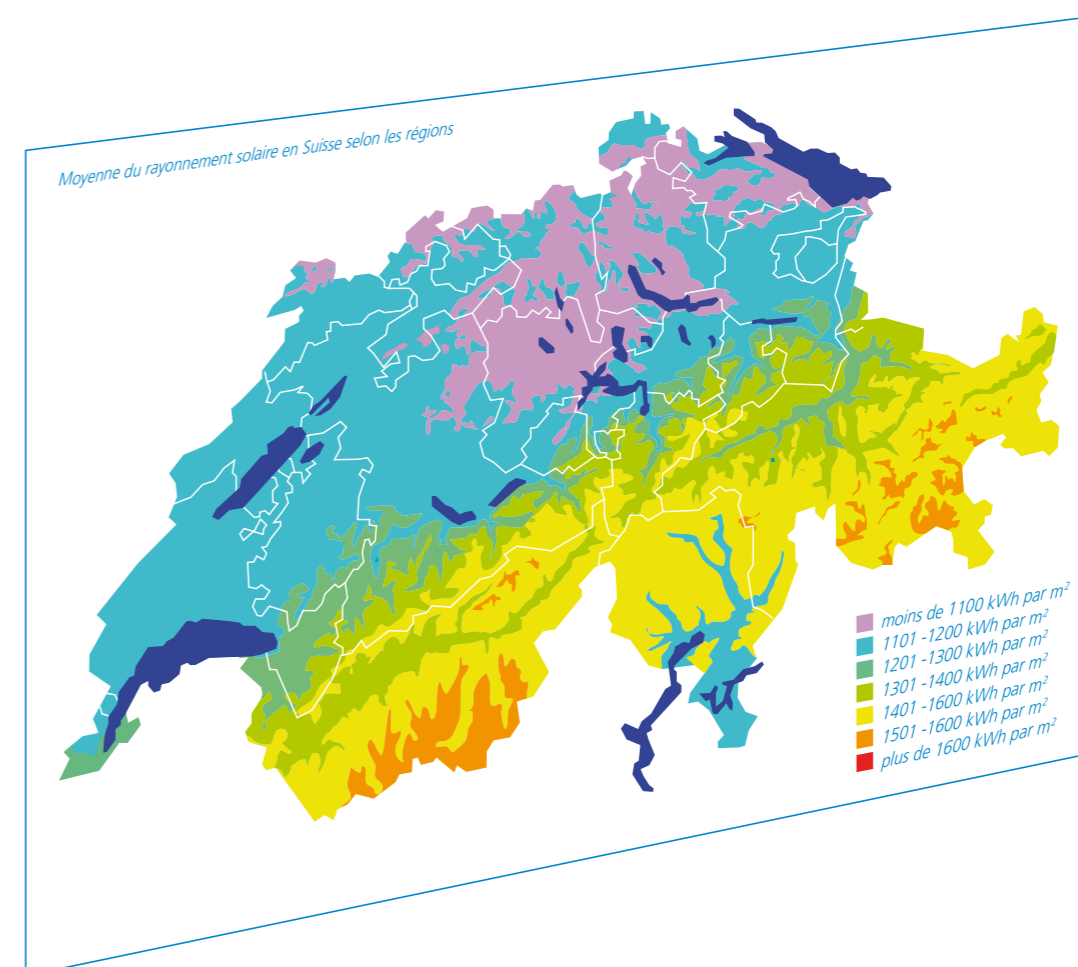 Moyenne du rayonnement solaire en Suisse selon les régions
moins de 1100 kWh par m²
1101 -1200 kWh par m²
1201 -1300 kWh par m²
1301 -1400 kWh par m²
1401 -1600 kWh par m²
1501 -1600 kWh par m²
plus de 1600 kWh par m²